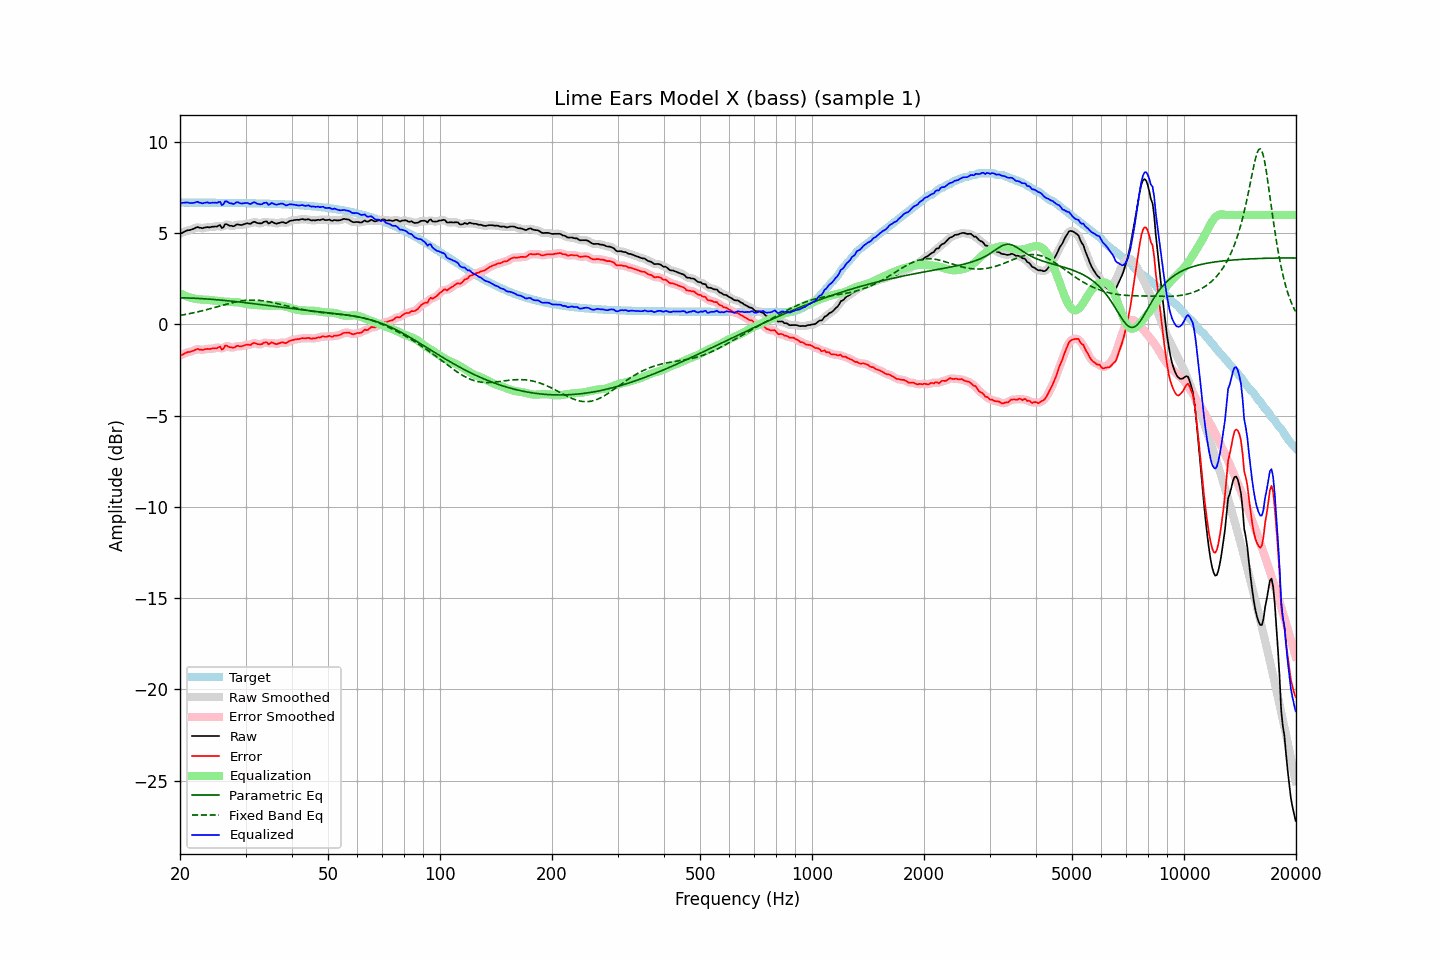 Lime Ears Model X (bass) (sample 1)
10
5
0
−5
−10
−15
−20
−25
Amplitude (dBr)
Target
Raw Smoothed
Error Smoothed
Raw
Error
Equalization
Parametric Eq
Fixed Band Eq
Equalized
20 50 100 200 500 1000 2000 5000 10000 20000
Frequency (Hz)